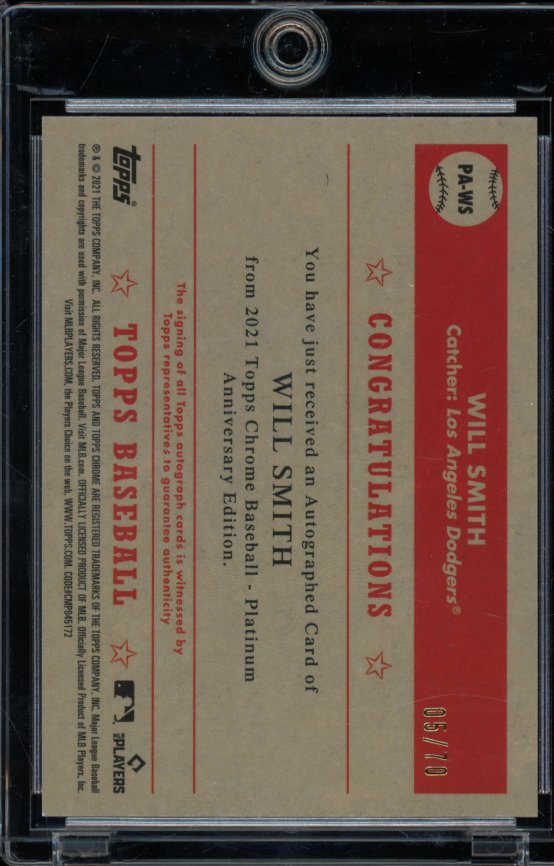 PA-WS
WILL SMITH
Catcher: Los Angeles Dodgers®
05/70
CONGRATULATIONS
You have just received an Autographed Card of
WILL SMITH
from 2021 Topps Chrome Baseball - Platinum
Anniversary Edition.
The signing of all Topps autograph cards is witnessed by
Topps representatives to guarantee authenticity
topps®
TOPPS BASEBALL
MLB PLAYERS
® & © 2021 THE TOPPS COMPANY, INC. ALL RIGHTS RESERVED. TOPPS AND TOPPS CHROME ARE REGISTERED TRADEMARKS OF THE TOPPS COMPANY, INC. Major League Baseball
trademarks and copyrights are used with permission of Major League Baseball. Visit MLB.com. OFFICIALLY LICENSED PRODUCT OF MLB. Officially Licensed Product of MLB Players, Inc.
Visit MLBPLAYERS.COM, the Players Choice on the web. WWW.TOPPS.COM. CODE#CMP045172